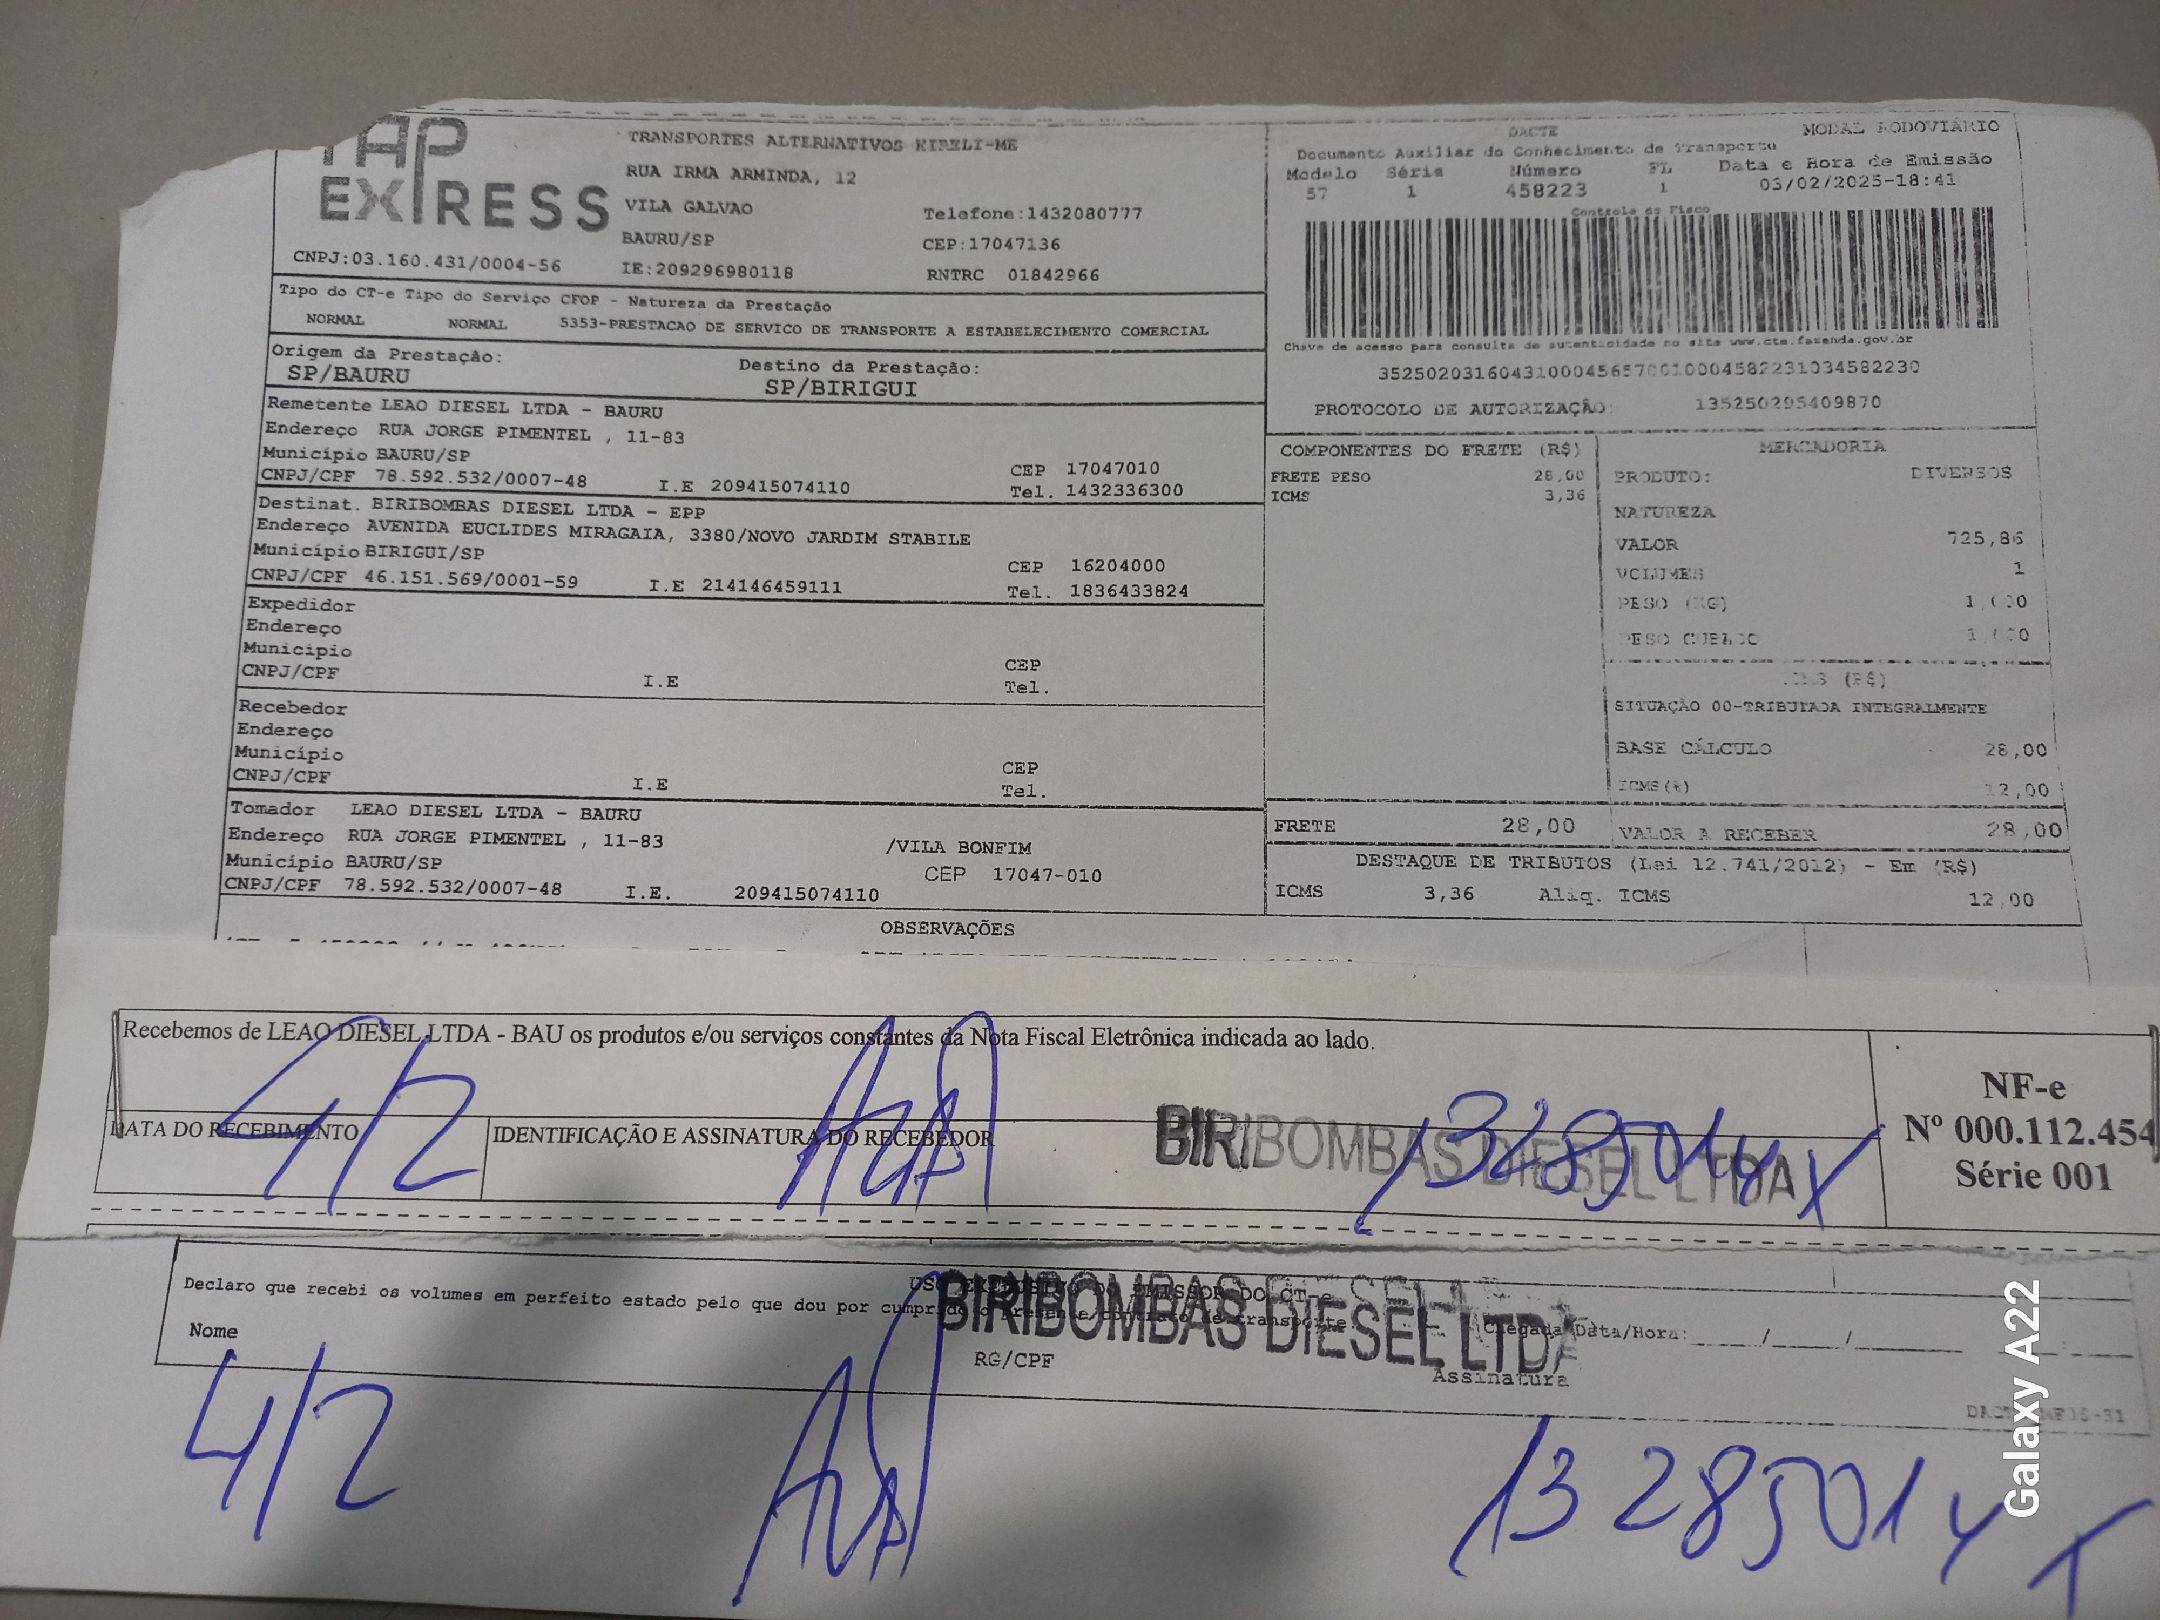 TAP
EXPRESS
TRANSPORTES ALTERNATIVOS EIRELI-ME
RUA IRMA ARMINDA, 12
VILA GALVAO
Telefone:1432080777
BAURU/SP
CEP:17047136
CNPJ:03.160.431/0004-56
IE:209296980118
RNTRC 01842966
DACTE
MODAL RODOVIÁRIO
Documento Auxiliar do Conhecimento de Transporte
Modelo Série Número FL Data e Hora de Emissão
57 1 458223 1 03/02/2025-18:41
Controle do Fisco
Chave de acesso para consulta de autenticidade no site www.cte.fazenda.gov.br
PROTOCOLO DE AUTORIZAÇÃO: 135250295409870
Tipo do CT-e Tipo do Serviço CFOP - Natureza da Prestação
NORMAL NORMAL 5353-PRESTACAO DE SERVICO DE TRANSPORTE A ESTABELECIMENTO COMERCIAL
Origem da Prestação: Destino da Prestação:
SP/BAURU SP/BIRIGUI
Remetente LEAO DIESEL LTDA - BAURU
Endereço RUA JORGE PIMENTEL , 11-83
Município BAURU/SP CEP 17047010
CNPJ/CPF 78.592.532/0007-48 I.E 209415074110 Tel. 1432336300
Destinat. BIRIBOMBAS DIESEL LTDA - EPP
Endereço AVENIDA EUCLIDES MIRAGAIA, 3380/NOVO JARDIM STABILE
Município BIRIGUI/SP CEP 16204000
CNPJ/CPF 46.151.569/0001-59 I.E 214146459111 Tel. 1836433824
Expedidor
Endereço
Município CEP
CNPJ/CPF I.E Tel.
Recebedor
Endereço
Município CEP
CNPJ/CPF I.E Tel.
Tomador LEAO DIESEL LTDA - BAURU
Endereço RUA JORGE PIMENTEL , 11-83 /VILA BONFIM
Município BAURU/SP CEP 17047-010
CNPJ/CPF 78.592.532/0007-48 I.E. 209415074110
COMPONENTES DO FRETE (R$)
FRETE PESO 28,00
ICMS 3,36
MERCADORIA
PRODUTO: DIVERSOS
NATUREZA
VALOR 725,86
VOLUMES 1
PESO (KG)
PESO
(R$)
SITUAÇÃO 00-TRIBUTADA INTEGRALMENTE
BASE CÁLCULO 28,00
ICMS(%) 12,00
FRETE 28,00 VALOR A RECEBER 28,00
DESTAQUE DE TRIBUTOS (Lei 12.741/2012) - Em (R$)
ICMS 3,36 Aliq. ICMS 12,00
OBSERVAÇÕES
Recebemos de LEAO DIESEL LTDA - BAU os produtos e/ou serviços constantes da Nota Fiscal Eletrônica indicada ao lado.
DATA DO RECEBIMENTO
IDENTIFICAÇÃO E ASSINATURA DO RECEBEDOR
4/2
BIRIBOMBAS DIESEL LTDA
NF-e
Nº 000.112.454
Série 001
USO EXCLUSIVO DO EMISSOR DO CT-e
Declaro que recebi os volumes em perfeito estado pelo que dou por cumprido o presente contrato de transporte.
BIRIBOMBAS DIESEL LTDA
Nome
RG/CPF
Chegada Data/Hora: / /
Assinatura
4/2
Galaxy A22